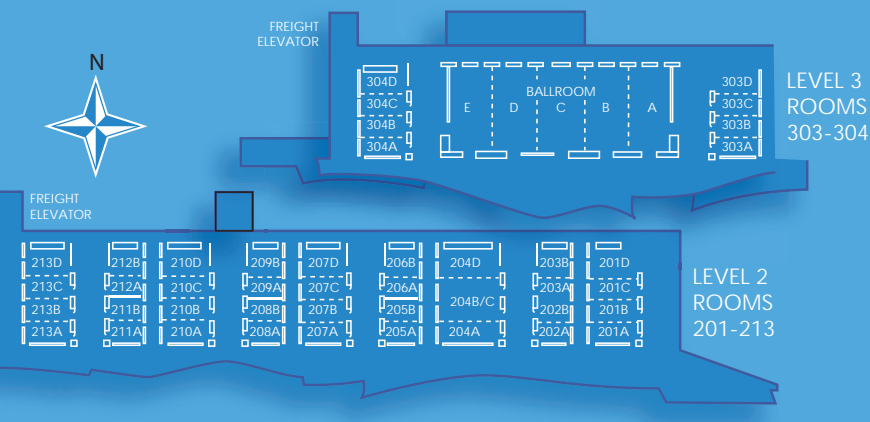 FREIGHT
ELEVATOR
N
304D
304C
304B
304A
BALLROOM
E D C B A
303D
303C
303B
303A
LEVEL 3
ROOMS
303-304
FREIGHT
ELEVATOR
213D 212B 210D 209B 207D 206B 204D 203B 201D
213C 212A 210C 209A 207C 206A 203A 201C
204B/C
213B 211B 210B 208B 207B 205B 202B 201B
213A 211A 210A 208A 207A 205A 204A 202A 201A
LEVEL 2
ROOMS
201-213